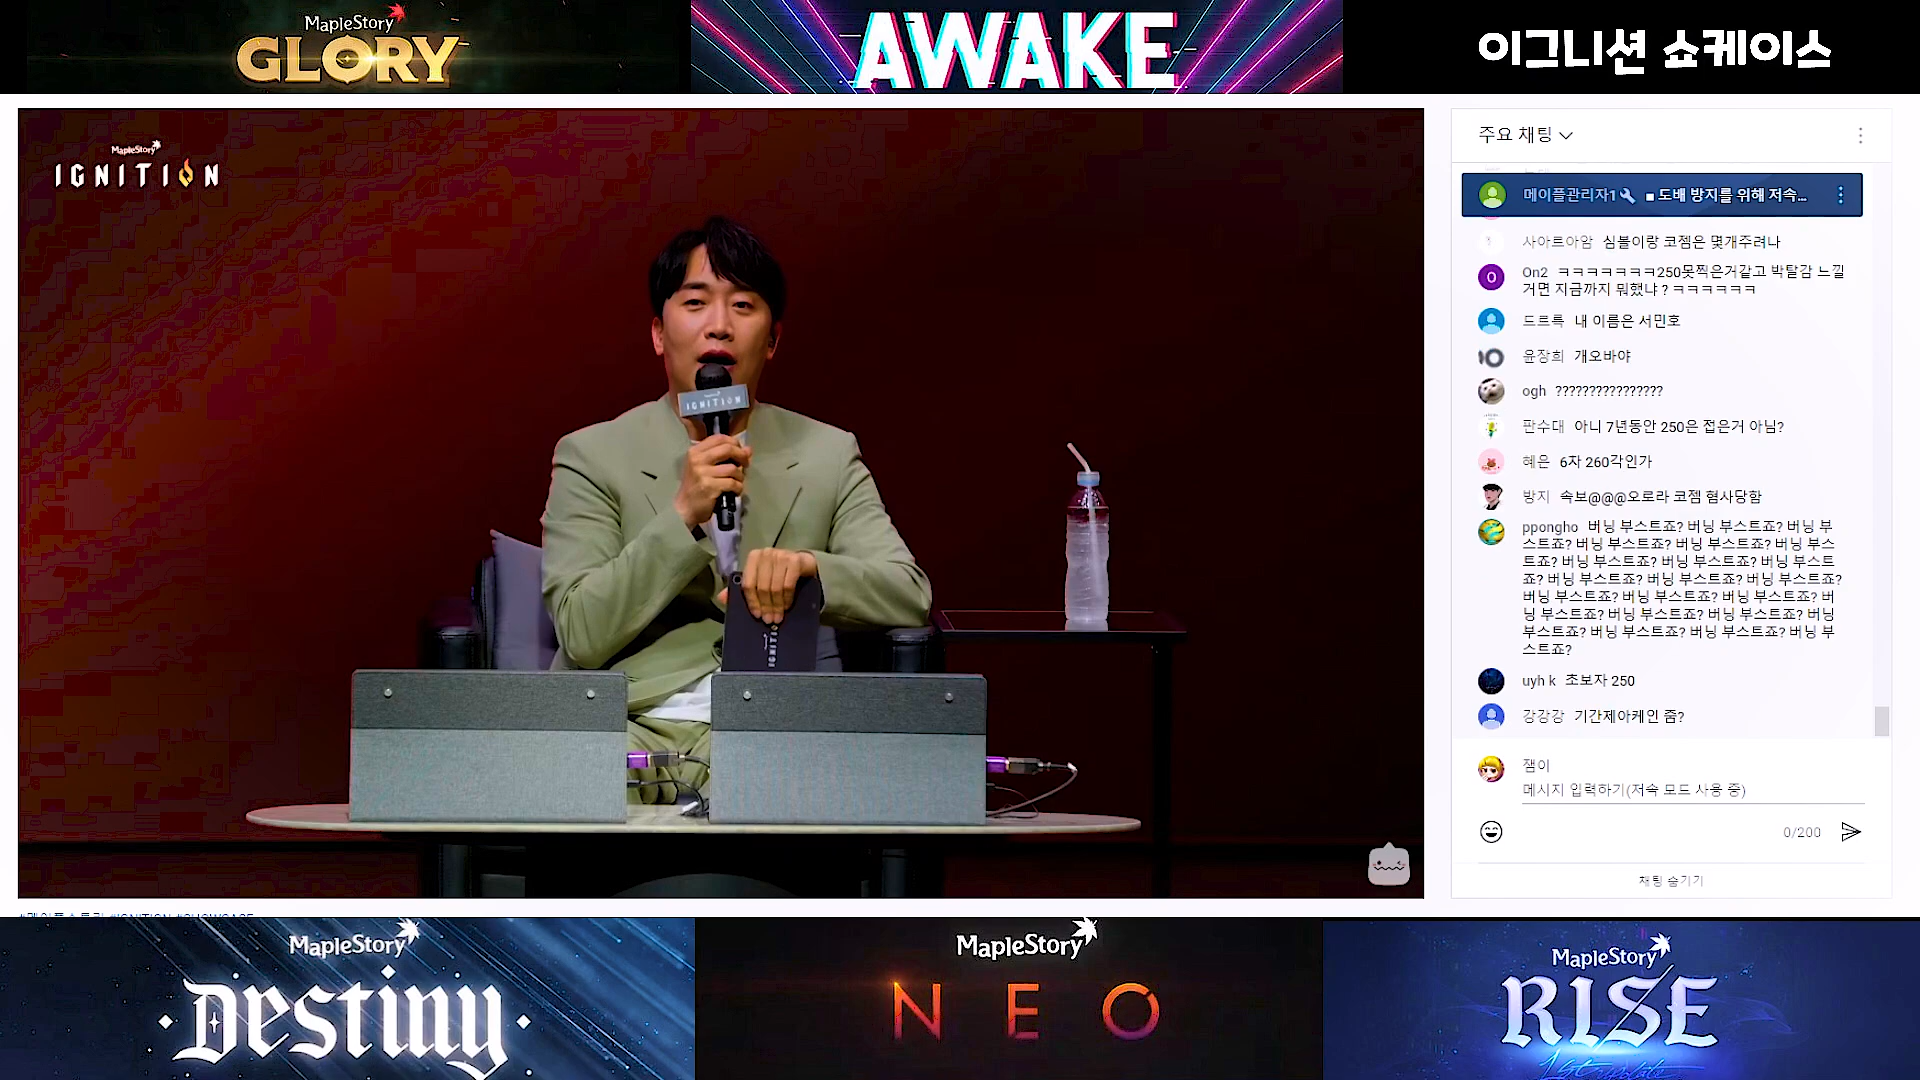 MapleStory
GLORY
AWAKE
이그니션 쇼케이스
MapleStory
IGNITION
IGNITION
IGNITION
주요 채팅
메이플관리자1 ■ 도배 방지를 위해 저속...
사아르아암 심볼이랑 코젬은 몇개주려나
On2 ㅋㅋㅋㅋㅋㅋㅋ250못찍은거같고 박탈감 느낄
거면 지금까지 뭐했냐 ? ㅋㅋㅋㅋㅋㅋ
드르륵 내 이름은 서민호
윤장희 개오바야
ogh ????????????????
판수대 아니 7년동안 250은 접은거 아님?
혜은 6차 260각인가
방지 속보@@@오로라 코젬 혐사당함
ppongho 버닝 부스트죠? 버닝 부스트죠? 버닝 부
스트죠? 버닝 부스트죠? 버닝 부스트죠? 버닝 부스
트죠? 버닝 부스트죠? 버닝 부스트죠? 버닝 부스트
죠? 버닝 부스트죠? 버닝 부스트죠? 버닝 부스트죠?
버닝 부스트죠? 버닝 부스트죠? 버닝 부스트죠? 버
닝 부스트죠? 버닝 부스트죠? 버닝 부스트죠? 버닝
부스트죠? 버닝 부스트죠? 버닝 부스트죠? 버닝 부
스트죠?
uyh k 초보자 250
강강강 기간제아케인 줌?
잼이
메시지 입력하기(저속 모드 사용 중)
0/200
채팅 숨기기
#메이플스토리 #IGNITION #SHOWCASE
MapleStory
DESTINY
MapleStory
NEO
MapleStory
RISE
1st update